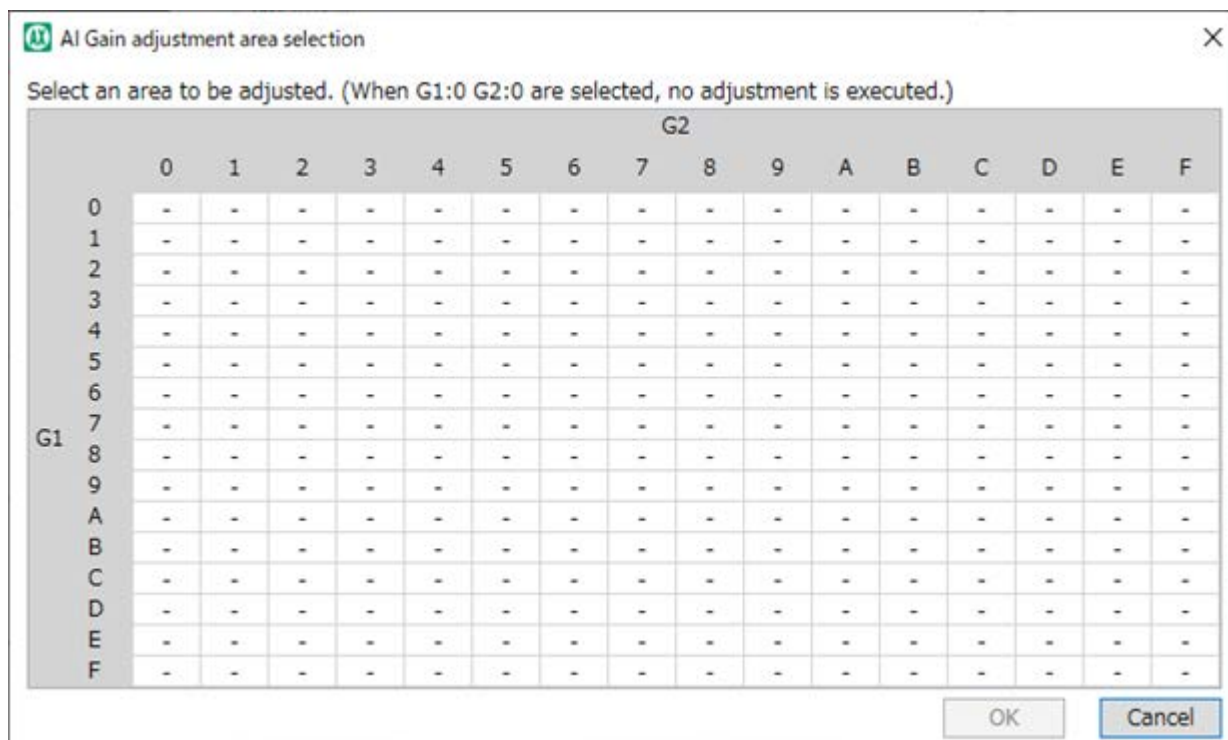 AI Gain adjustment area selection
Select an area to be adjusted. (When G1:0 G2:0 are selected, no adjustment is executed.)
G2
0 1 2 3 4 5 6 7 8 9 A B C D E F
0 - - - - - - - - - - - - - - - -
1 - - - - - - - - - - - - - - - -
2 - - - - - - - - - - - - - - - -
3 - - - - - - - - - - - - - - - -
4 - - - - - - - - - - - - - - - -
5 - - - - - - - - - - - - - - - -
6 - - - - - - - - - - - - - - - -
7 - - - - - - - - - - - - - - - -
G1
8 - - - - - - - - - - - - - - - -
9 - - - - - - - - - - - - - - - -
A - - - - - - - - - - - - - - - -
B - - - - - - - - - - - - - - - -
C - - - - - - - - - - - - - - - -
D - - - - - - - - - - - - - - - -
E - - - - - - - - - - - - - - - -
F - - - - - - - - - - - - - - - -
OK Cancel